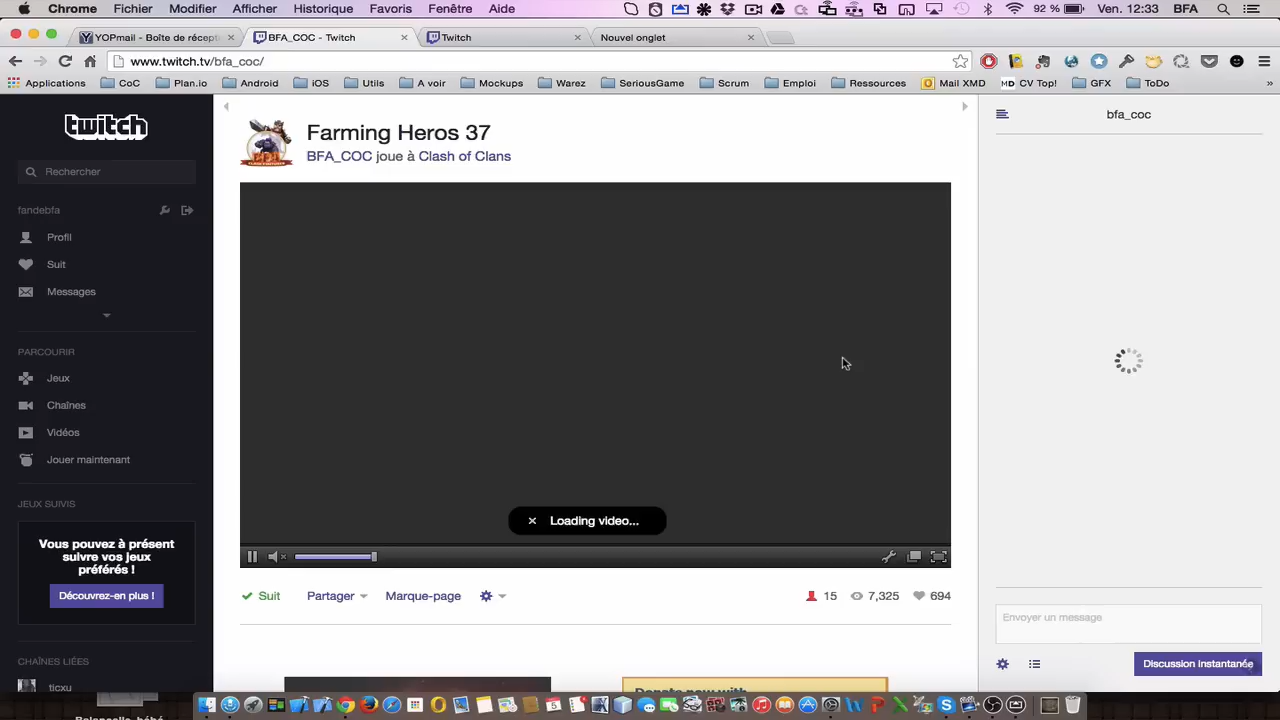 Chrome Fichier Modifier Afficher Historique Favoris Fenêtre Aide 92 % Ven. 12:33 BFA
YOPmail - Boîte de récept BFA_COC - Twitch Twitch Nouvel onglet
www.twitch.tv/bfa_coc/
Applications CoC Plan.io Android iOS Utils A voir Mockups Warez SeriousGame Scrum Emploi Ressources Mail XMD MD CV Top! GFX ToDo »
twitch
Rechercher
fandebfa
Profil
Suit
Messages
PARCOURIR
Jeux
Chaînes
Vidéos
Jouer maintenant
JEUX SUIVIS
Vous pouvez à présent
suivre vos jeux
préférés !
Découvrez-en plus !
CHAÎNES LIÉES
ticxu
Farming Heros 37
BFA_COC joue à Clash of Clans
Loading video...
Suit Partager Marque-page 15 7,325 694
Donate now with
bfa_coc
Envoyer un message
Discussion instantanée